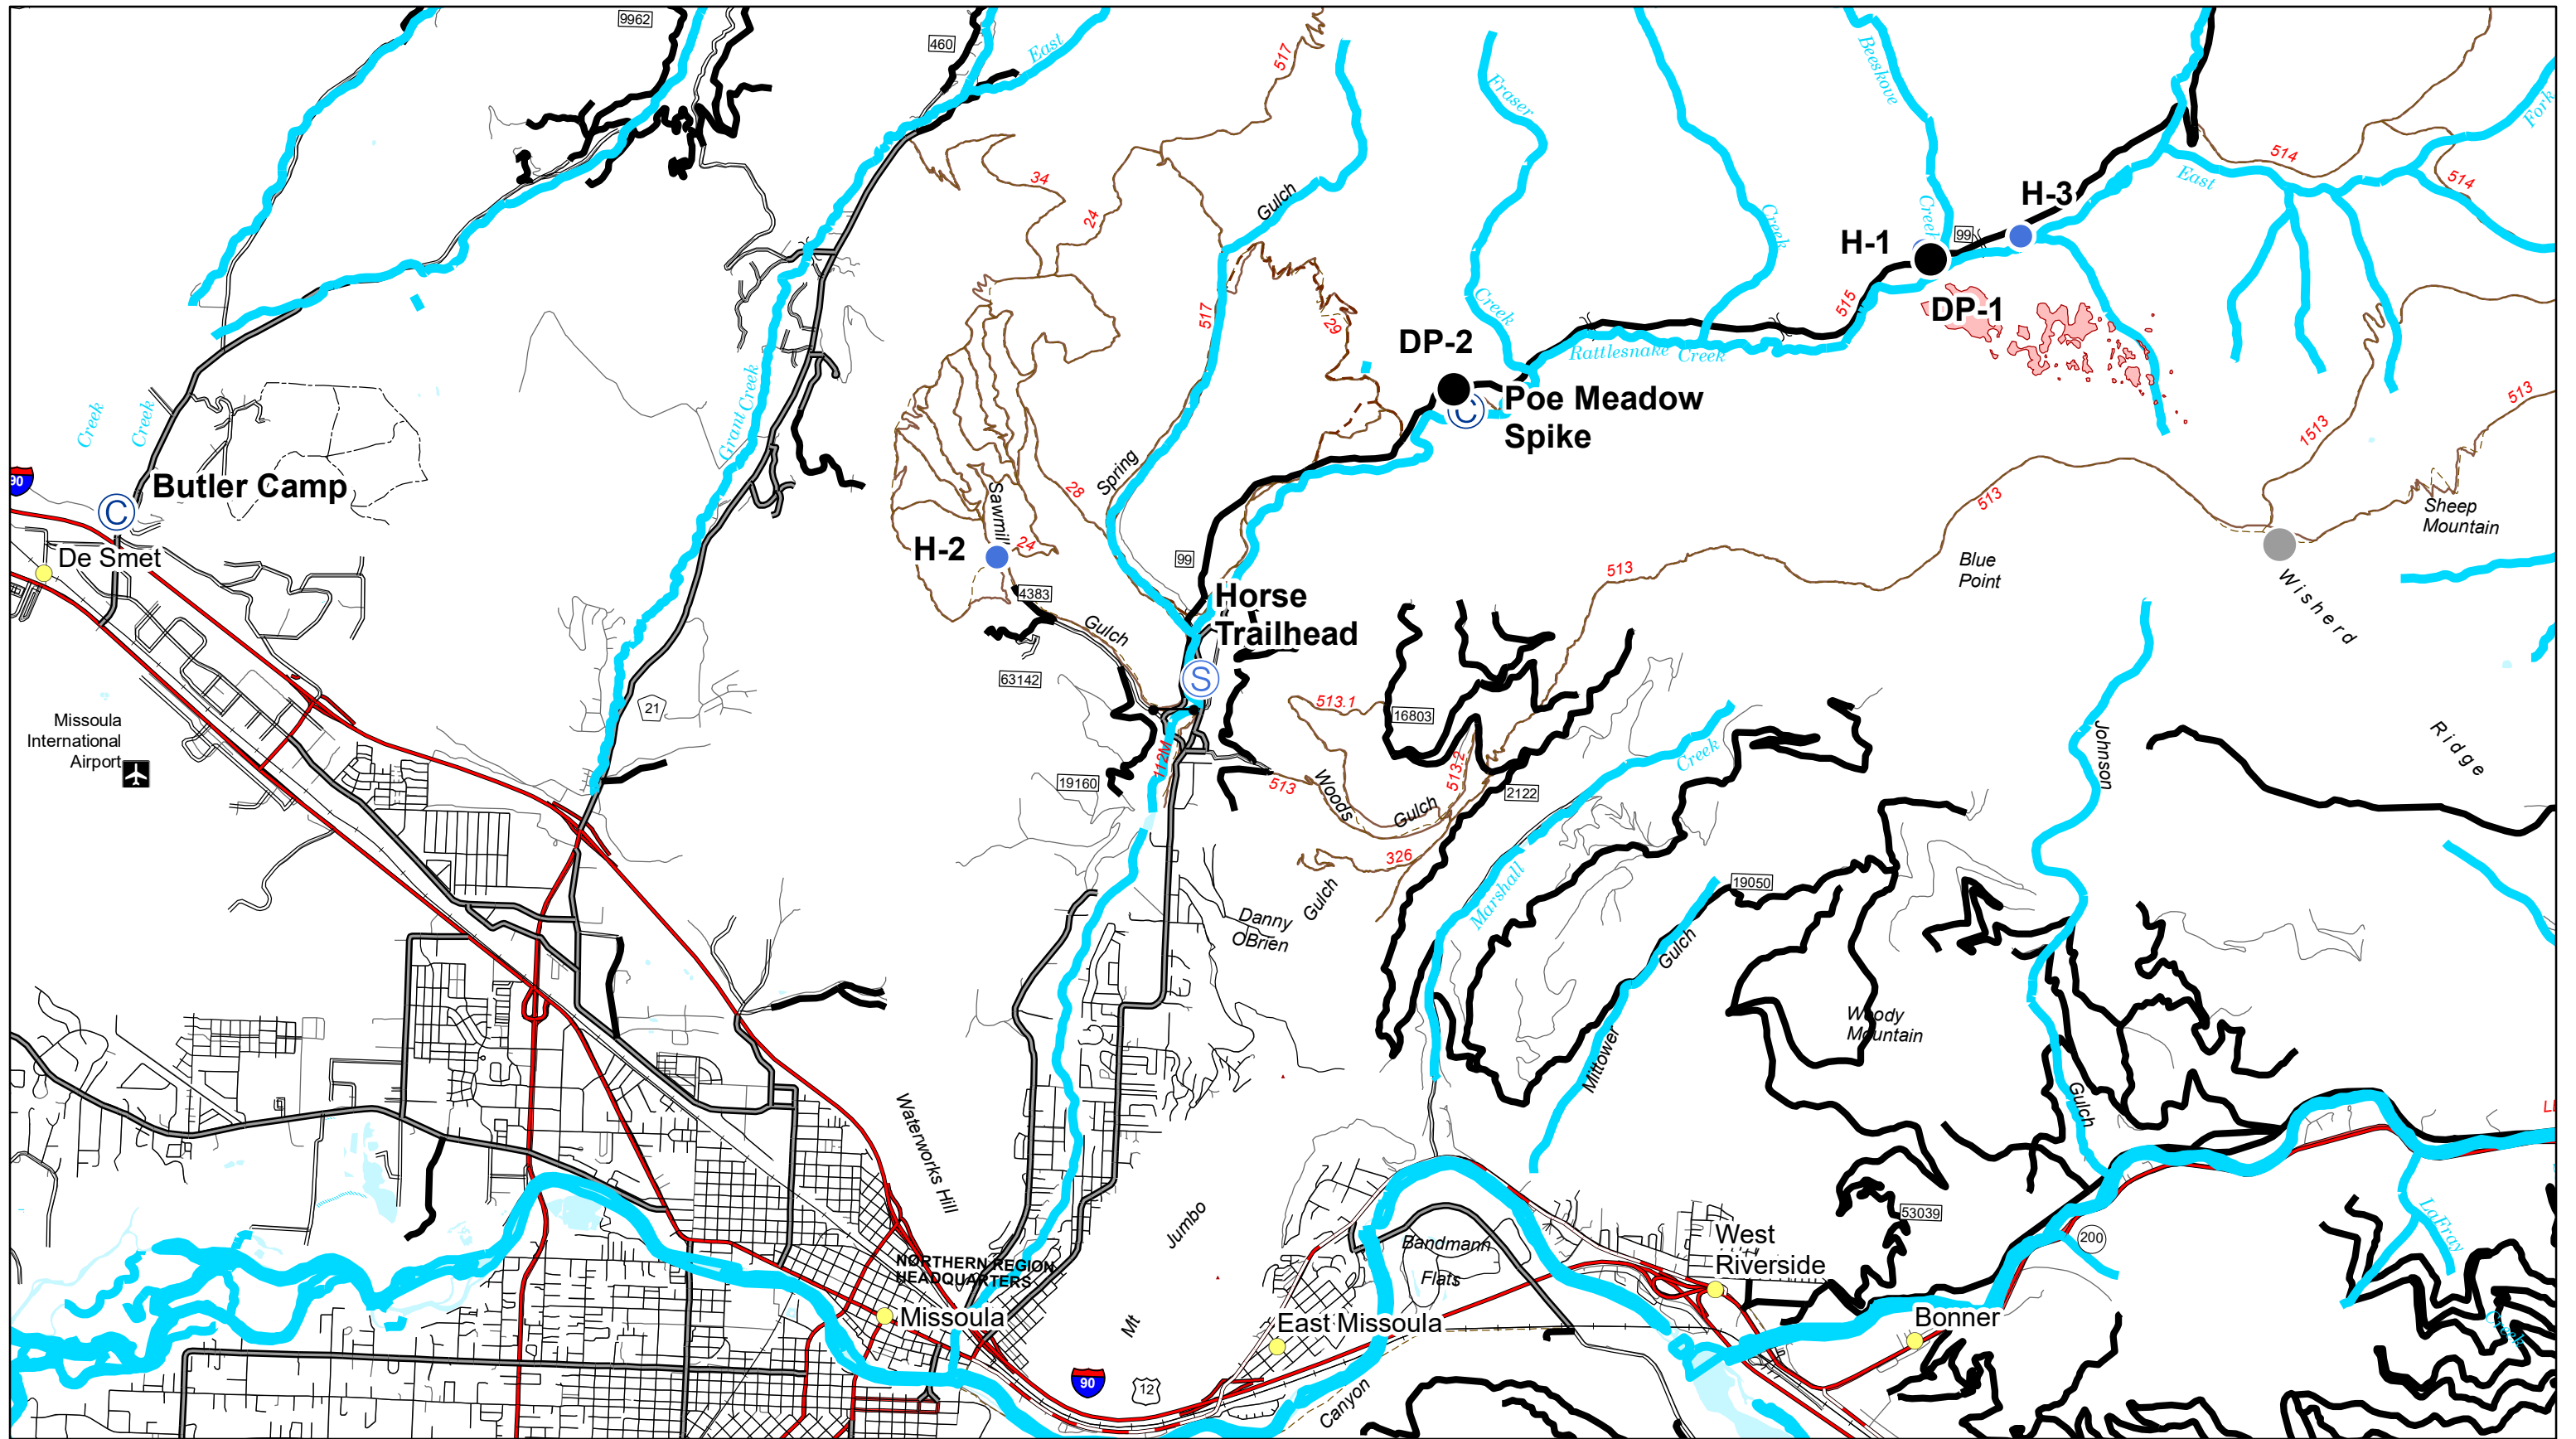 9962
460
East
517
Fraser
Beeskove
Fork
514
514
East
34
24
Gulch
Creek
Creek
H-3
H-1
99
DP-1
515
517
29
Creek
DP-2
Rattlesnake Creek
Poe Meadow
Spike
Creek
Creek
Grant Creek
90
Butler Camp
De Smet
Spring
28
Sawmill
24
H-2
4383
Gulch
99
Horse
Trailhead
S
C
C
513
1513
513
513
Sheep
Mountain
Blue
Point
Wisherd
Ridge
63142
21
Missoula
International
Airport
513.1
16803
112M
19160
513
Woods
Gulch
513.2
2122
Creek
Johnson
326
Gulch
Danny
OBrien
Marshall
19050
Gulch
Mittower
Woody
Mountain
Gulch
Waterworks Hill
Jumbo
Mt
NORTHERN REGION
HEADQUARTERS
Missoula
East Missoula
Bandmann
Flats
West
Riverside
Bonner
53039
200
LaFray
Creek
90
12
Canyon